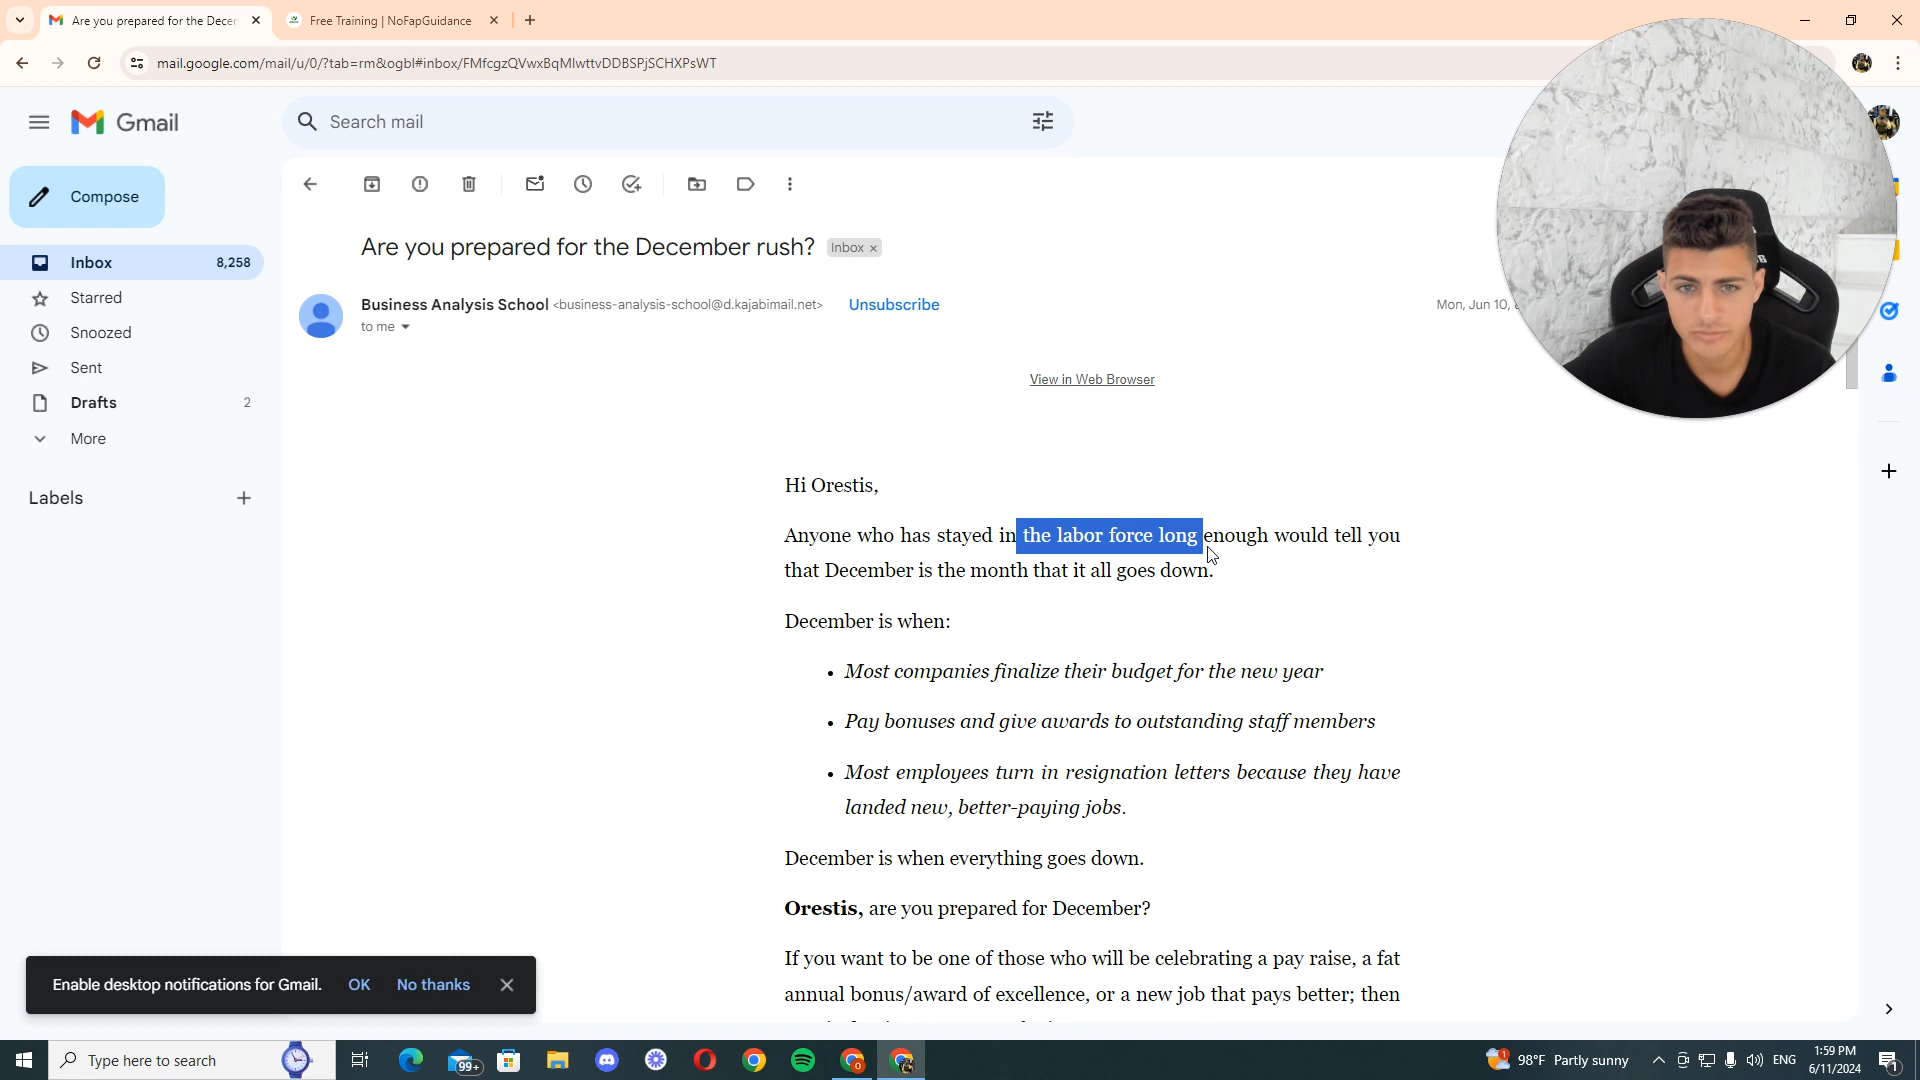 Are you prepared for the Decem
Free Training | NoFapGuidance
mail.google.com/mail/u/0/?tab=rm&ogbl#inbox/FMfcgzQVwxBqMlwttvDDBSPjSCHXPsWT
Gmail
Search mail
Compose
Inbox 8,258
Starred
Snoozed
Sent
Drafts 2
More
Labels
Are you prepared for the December rush? Inbox
Business Analysis School <business-analysis-school@d.kajabimail.net> Unsubscribe
Mon, Jun 10,
to me
View in Web Browser
Hi Orestis,
Anyone who has stayed in the labor force long enough would tell you
that December is the month that it all goes down.
December is when:
• Most companies finalize their budget for the new year
• Pay bonuses and give awards to outstanding staff members
• Most employees turn in resignation letters because they have
landed new, better-paying jobs.
December is when everything goes down.
Orestis, are you prepared for December?
If you want to be one of those who will be celebrating a pay raise, a fat
annual bonus/award of excellence, or a new job that pays better; then
Enable desktop notifications for Gmail. OK No thanks
Type here to search
99+
98°F Partly sunny
ENG
1:59 PM
6/11/2024